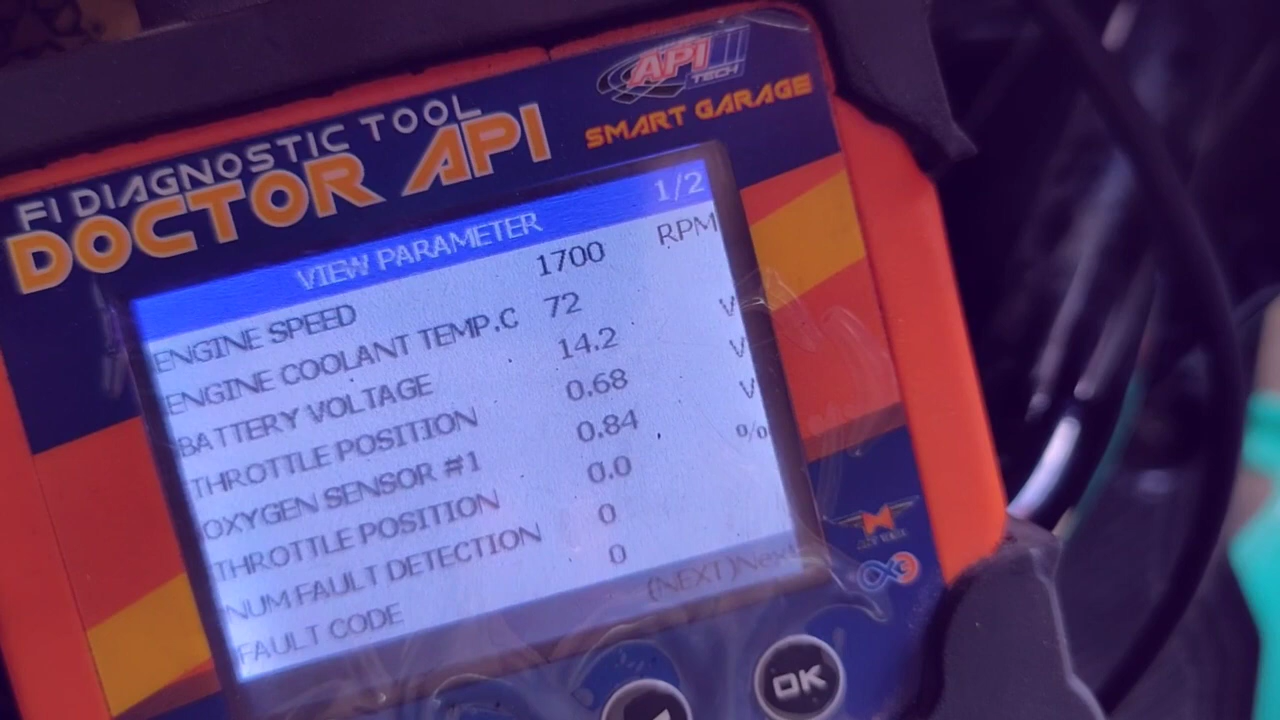 FI DIAGNOSTIC TOOL
DOCTOR API
API TECH
SMART GARAGE
VIEW PARAMETER 1/2
ENGINE SPEED 1700 RPM
ENGINE COOLANT TEMP.C 72
BATTERY VOLTAGE 14.2 V
THROTTLE POSITION 0.68 V
OXYGEN SENSOR #1 0.84 V
THROTTLE POSITION 0.0 %
NUM FAULT DETECTION 0
FAULT CODE 0
(NEXT)Next
OK